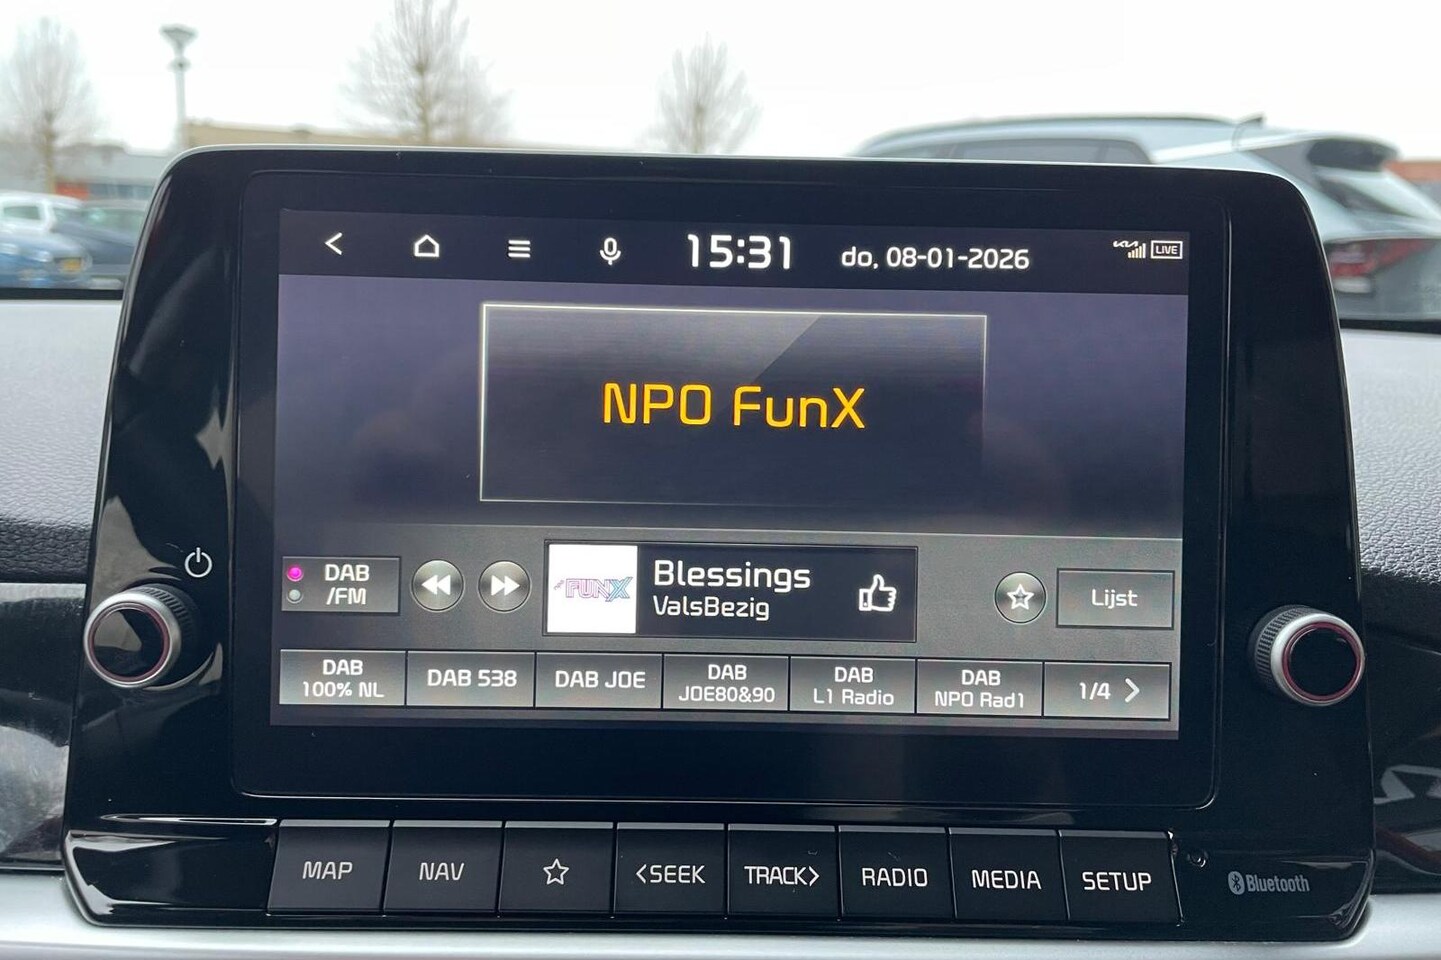 15:31 do, 08-01-2026 KIA LIVE
NPO FunX
DAB
/FM
FUNX
Blessings
ValsBezig
Lijst
DAB
100% NL
DAB 538
DAB JOE
DAB
JOE80&90
DAB
L1 Radio
DAB
NPO Rad1
1/4
MAP NAV <SEEK TRACK> RADIO MEDIA SETUP
Bluetooth